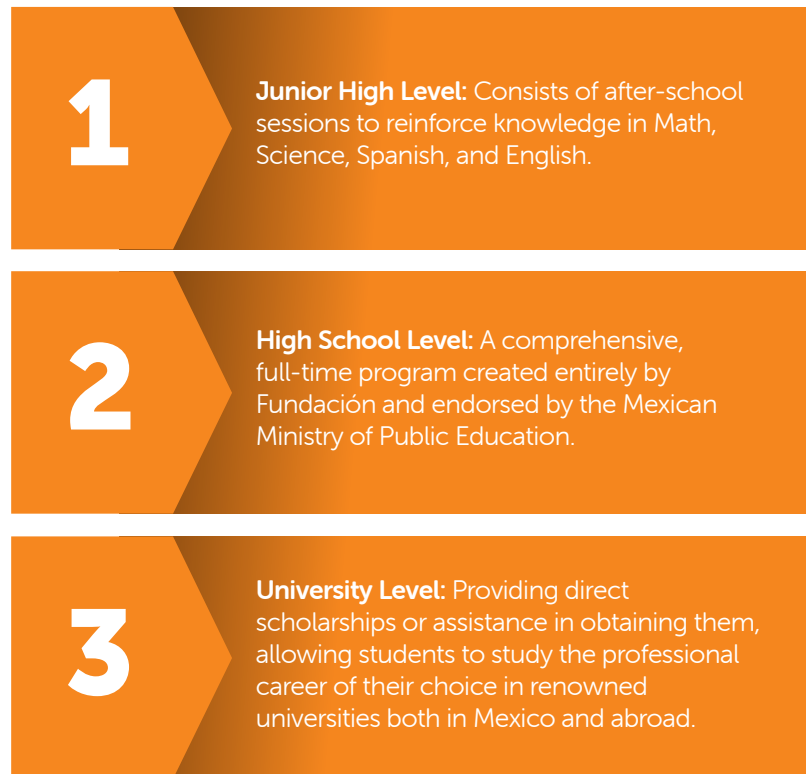 1
Junior High Level: Consists of after-school
sessions to reinforce knowledge in Math,
Science, Spanish, and English.
2
High School Level: A comprehensive,
full-time program created entirely by
Fundación and endorsed by the Mexican
Ministry of Public Education.
3
University Level: Providing direct
scholarships or assistance in obtaining them,
allowing students to study the professional
career of their choice in renowned
universities both in Mexico and abroad.